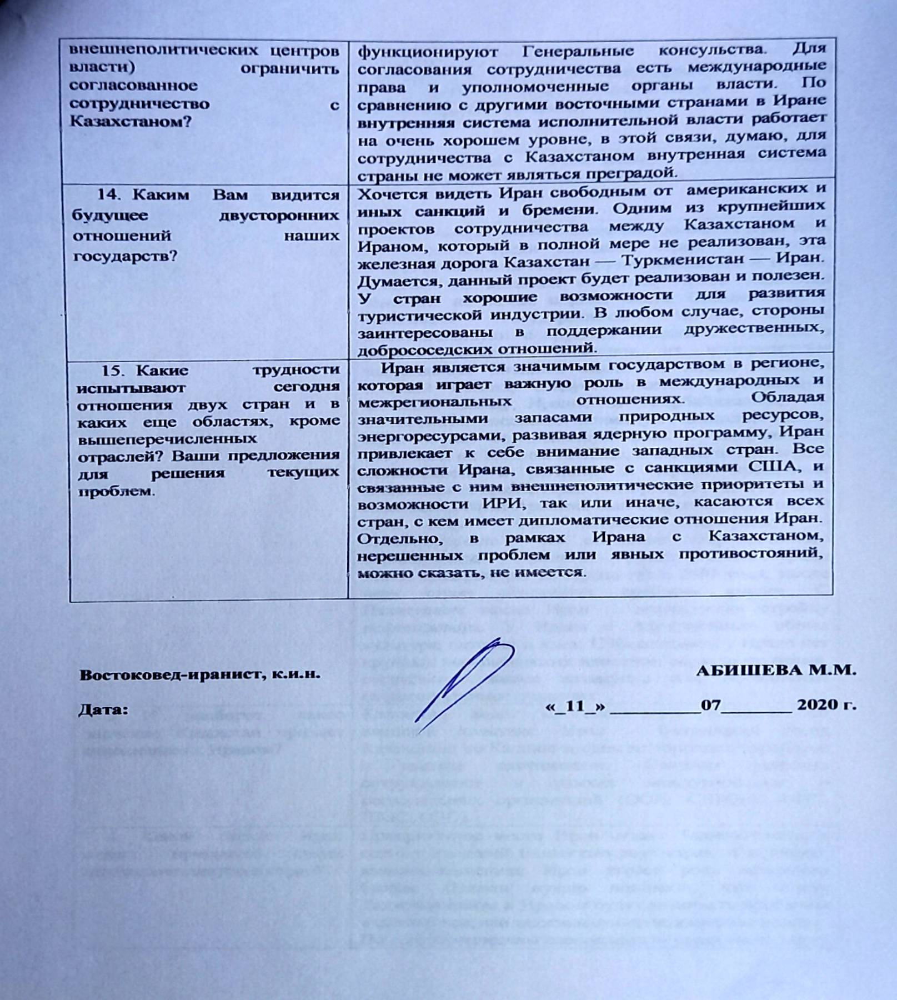 внешнеполитических центров
власти) ограничить
согласованное
сотрудничество с
Казахстаном?
функционируют Генеральные консульства. Для
согласования сотрудничества есть международные
права и уполномоченные органы власти. По
сравнению с другими восточными странами в Иране
внутренняя система исполнительной власти работает
на очень хорошем уровне, в этой связи, думаю, для
сотрудничества с Казахстаном внутренная система
страны не может являться преградой.
14. Каким Вам видится
будущее двусторонних
отношений наших
государств?
Хочется видеть Иран свободным от американских и
иных санкций и бремени. Одним из крупнейших
проектов сотрудничества между Казахстаном и
Ираном, который в полной мере не реализован, эта
железная дорога Казахстан — Туркменистан — Иран.
Думается, данный проект будет реализован и полезен.
У стран хорошие возможности для развития
туристической индустрии. В любом случае, стороны
заинтересованы в поддержании дружественных,
добрососедских отношений.
15. Какие трудности
испытывают сегодня
отношения двух стран и в
каких еще областях, кроме
вышеперечисленных
отраслей? Ваши предложения
для решения текущих
проблем.
Иран является значимым государством в регионе,
которая играет важную роль в международных и
межрегиональных отношениях. Обладая
значительными запасами природных ресурсов,
энергоресурсами, развивая ядерную программу, Иран
привлекает к себе внимание западных стран. Все
сложности Ирана, связанные с санкциями США, и
связанные с ним внешнеполитические приоритеты и
возможности ИРИ, так или иначе, касаются всех
стран, с кем имеет дипломатические отношения Иран.
Отдельно, в рамках Ирана с Казахстаном,
нерешенных проблем или явных противостояний,
можно сказать, не имеется.
Востоковед-иранист, к.и.н. АБИШЕВА М.М.
Дата: «_11_» ___________07_________ 2020 г.